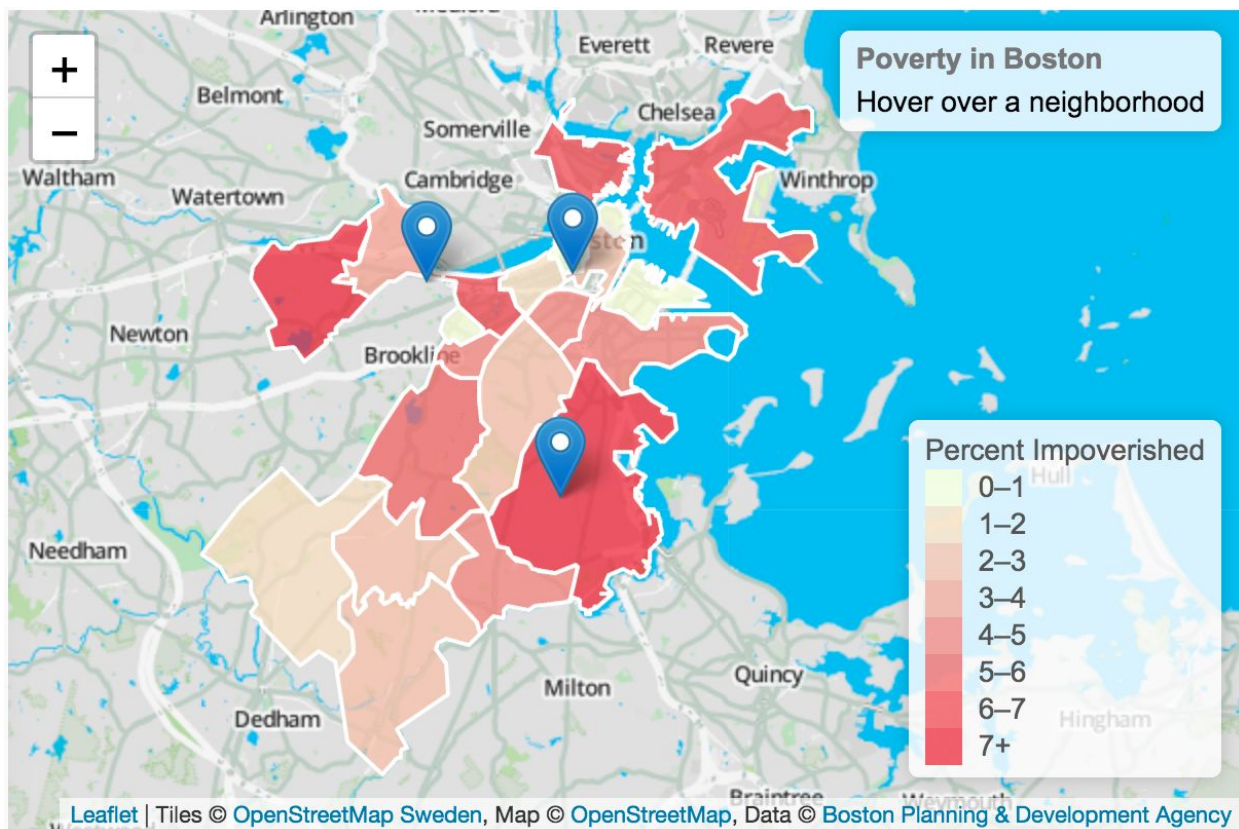 Arlington
Everett
Revere
+
Poverty in Boston
Hover over a neighborhood
Belmont
Chelsea
Somerville
−
Waltham
Watertown
Cambridge
Winthrop
Newton
Brookline
Percent Impoverished
0–1
Hull
1–2
Needham
2–3
3–4
4–5
5–6
Milton
Quincy
6–7
Dedham
Hingham
7+
Braintree
Weymouth
Leaflet | Tiles © OpenStreetMap Sweden, Map © OpenStreetMap, Data © Boston Planning & Development Agency